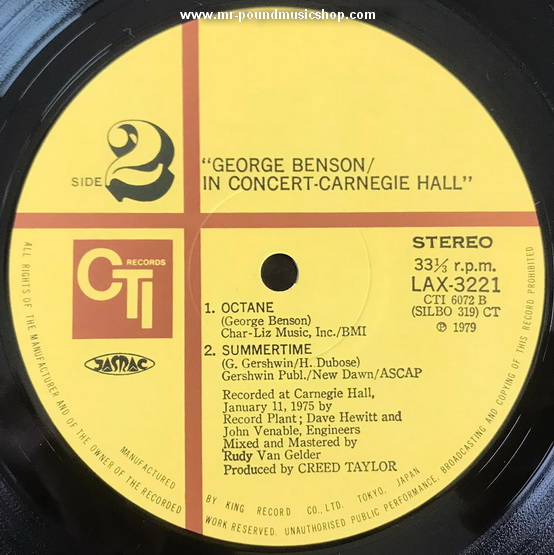 www.mr-poundmusicshop.com
SIDE 2
"GEORGE BENSON/
IN CONCERT-CARNEGIE HALL"
CTI RECORDS
JASRAC
STEREO
33⅓ r.p.m.
LAX-3221
CTI 6072 B
(SILBO 319) CT
Ⓟ 1979
1. OCTANE
(George Benson)
Char-Liz Music, Inc./BMI
2. SUMMERTIME
(G. Gershwin/H. Dubose)
Gershwin Publ./New Dawn/ASCAP
Recorded at Carnegie Hall,
January 11, 1975 by
Record Plant; Dave Hewitt and
John Venable, Engineers
Mixed and Mastered by
Rudy Van Gelder
Produced by CREED TAYLOR
MANUFACTURED BY KING RECORD CO., LTD. TOKYO, JAPAN
ALL RIGHTS OF THE MANUFACTURER AND OF THE OWNER OF THE RECORDED WORK RESERVED. UNAUTHORISED PUBLIC PERFORMANCE, BROADCASTING AND COPYING OF THIS RECORD PROHIBITED